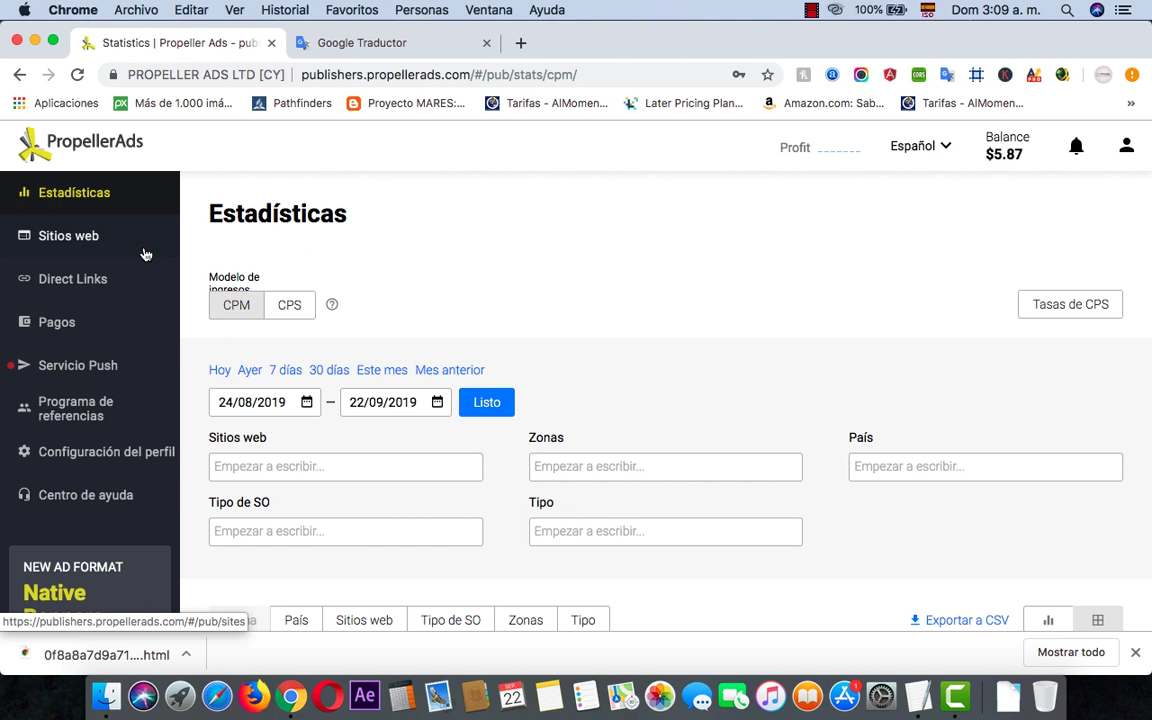 Chrome Archivo Editar Ver Historial Favoritos Personas Ventana Ayuda 100% ISO Dom 3:09 a. m.
Statistics | Propeller Ads - pub Google Traductor
PROPELLER ADS LTD [CY] publishers.propellerads.com/#/pub/stats/cpm/
Aplicaciones Más de 1.000 imá... Pathfinders Proyecto MARES:... Tarifas - AlMomen... Later Pricing Plan... Amazon.com: Sab... Tarifas - AlMomen... »
PropellerAds Profit Español Balance
$5.87
Estadísticas
Sitios web
Direct Links
Pagos
Servicio Push
Programa de
referencias
Configuración del perfil
Centro de ayuda
NEW AD FORMAT
Native
Estadísticas
Modelo de
ingresos
CPM CPS Tasas de CPS
Hoy Ayer 7 días 30 días Este mes Mes anterior
24/08/2019 — 22/09/2019 Listo
Sitios web Zonas País
Empezar a escribir... Empezar a escribir... Empezar a escribir...
Tipo de SO Tipo
Empezar a escribir... Empezar a escribir...
País Sitios web Tipo de SO Zonas Tipo Exportar a CSV
https://publishers.propellerads.com/#/pub/sites
0f8a8a7d9a71....html Mostrar todo
Ae SEP 22 1